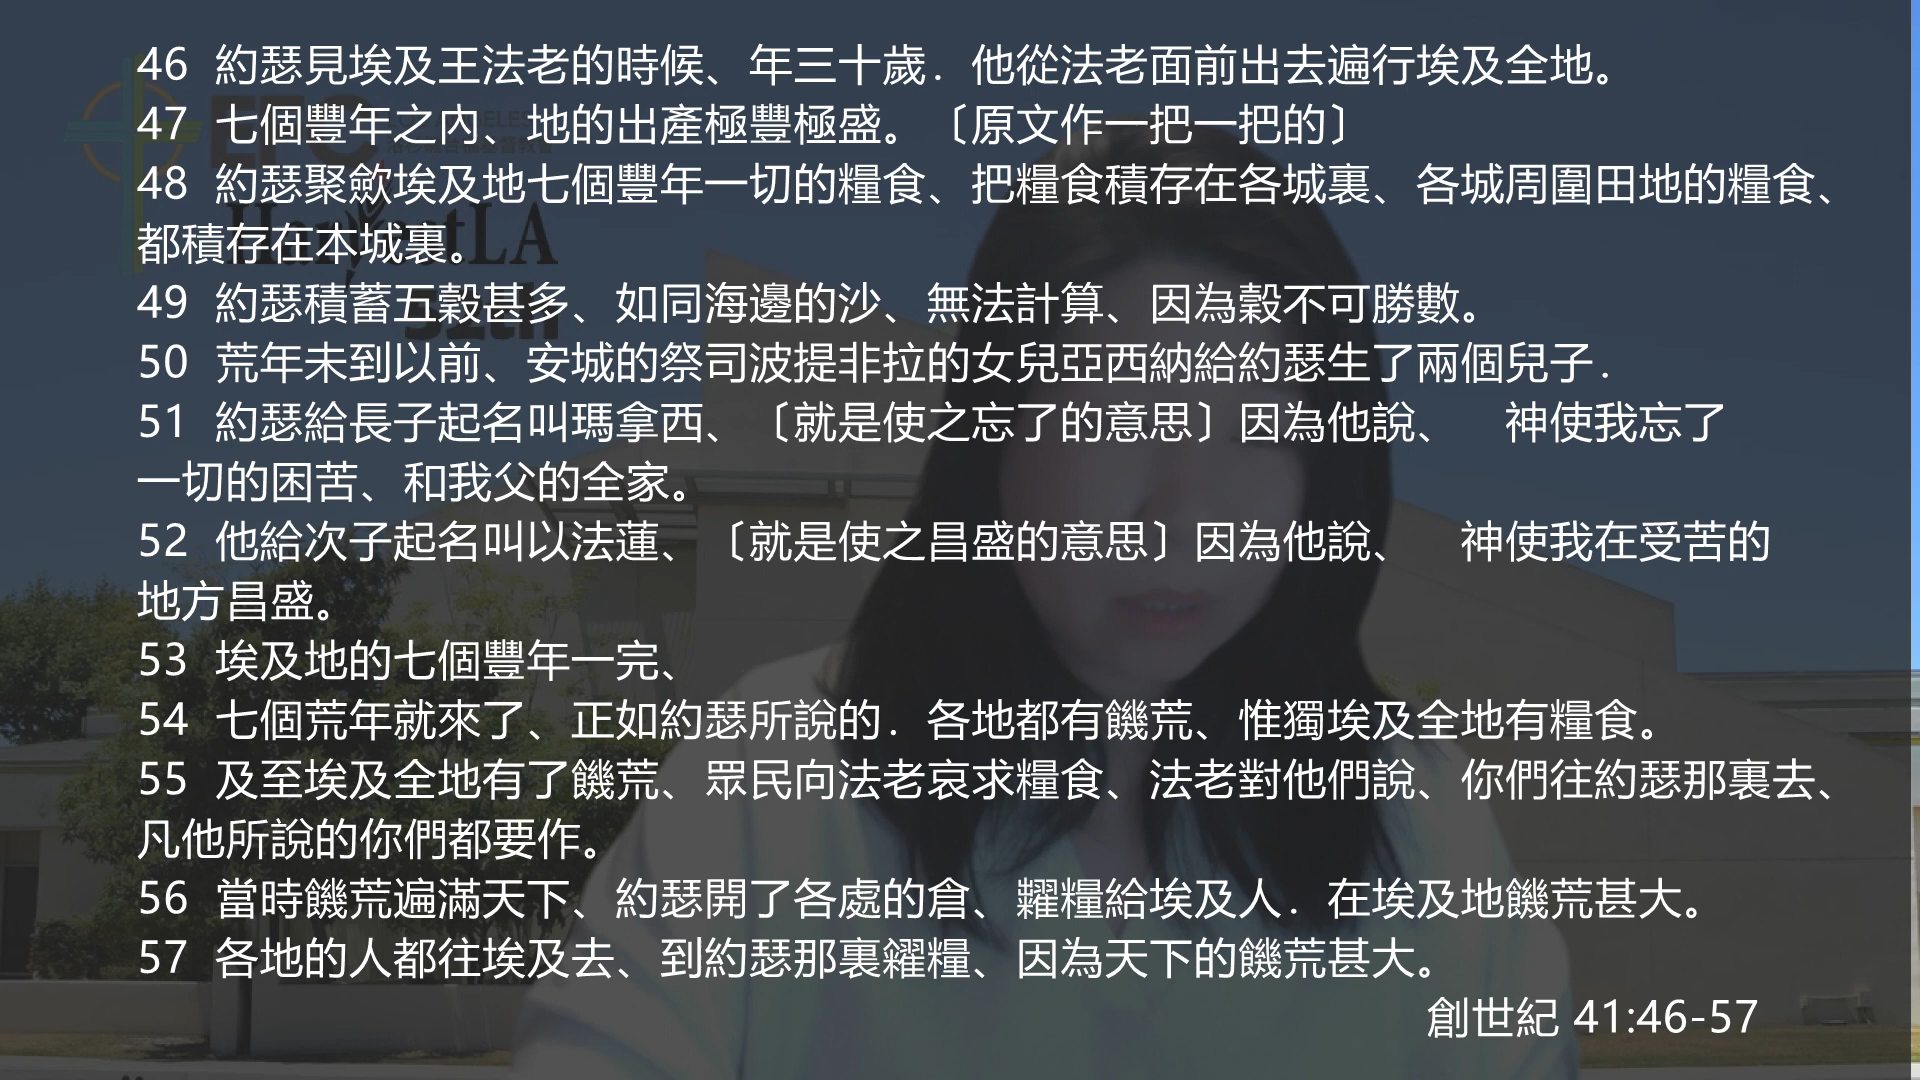 46 約瑟見埃及王法老的時候、年三十歲．他從法老面前出去遍行埃及全地。
47 七個豐年之內、地的出產極豐極盛。〔原文作一把一把的〕
48 約瑟聚歛埃及地七個豐年一切的糧食、把糧食積存在各城裏、各城周圍田地的糧食、
都積存在本城裏。
49 約瑟積蓄五穀甚多、如同海邊的沙、無法計算、因為穀不可勝數。
50 荒年未到以前、安城的祭司波提非拉的女兒亞西納給約瑟生了兩個兒子．
51 約瑟給長子起名叫瑪拿西、〔就是使之忘了的意思〕因為他說、　神使我忘了
一切的困苦、和我父的全家。
52 他給次子起名叫以法蓮、〔就是使之昌盛的意思〕因為他說、　神使我在受苦的
地方昌盛。
53 埃及地的七個豐年一完、
54 七個荒年就來了、正如約瑟所說的．各地都有饑荒、惟獨埃及全地有糧食。
55 及至埃及全地有了饑荒、眾民向法老哀求糧食、法老對他們說、你們往約瑟那裏去、
凡他所說的你們都要作。
56 當時饑荒遍滿天下、約瑟開了各處的倉、糶糧給埃及人．在埃及地饑荒甚大。
57 各地的人都往埃及去、到約瑟那裏糴糧、因為天下的饑荒甚大。
創世紀 41:46-57
EFC
HarvestLA
52th